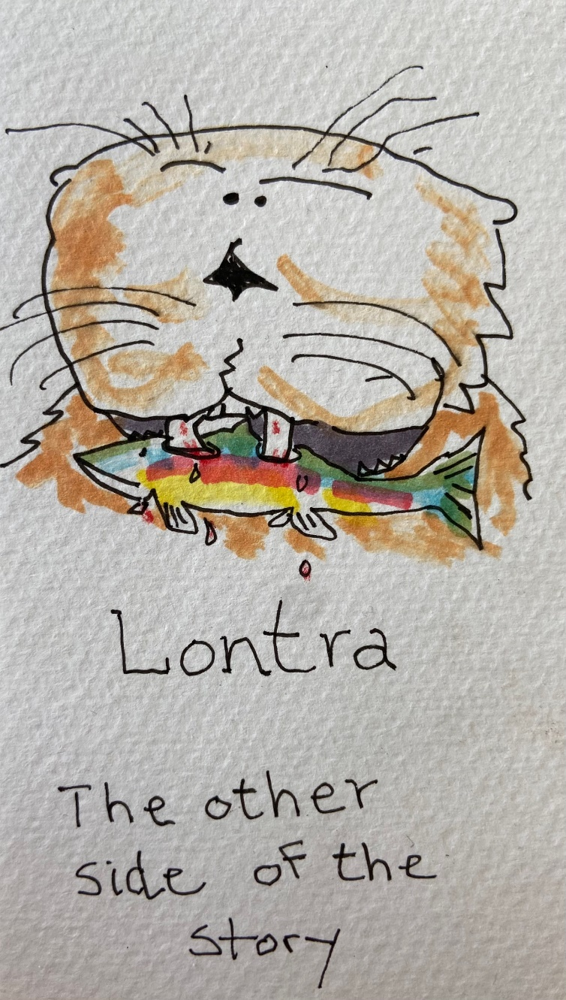 Lontra
The other
side of the
story